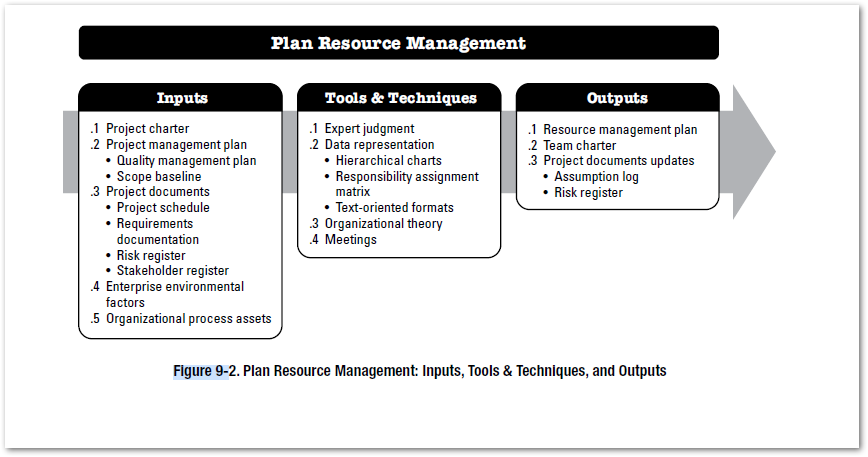 Plan Resource Management
Inputs
.1 Project charter
.2 Project management plan
• Quality management plan
• Scope baseline
.3 Project documents
• Project schedule
• Requirements
documentation
• Risk register
• Stakeholder register
.4 Enterprise environmental
factors
.5 Organizational process assets
Tools & Techniques
.1 Expert judgment
.2 Data representation
• Hierarchical charts
• Responsibility assignment
matrix
• Text-oriented formats
.3 Organizational theory
.4 Meetings
Outputs
.1 Resource management plan
.2 Team charter
.3 Project documents updates
• Assumption log
• Risk register
Figure 9-2. Plan Resource Management: Inputs, Tools & Techniques, and Outputs